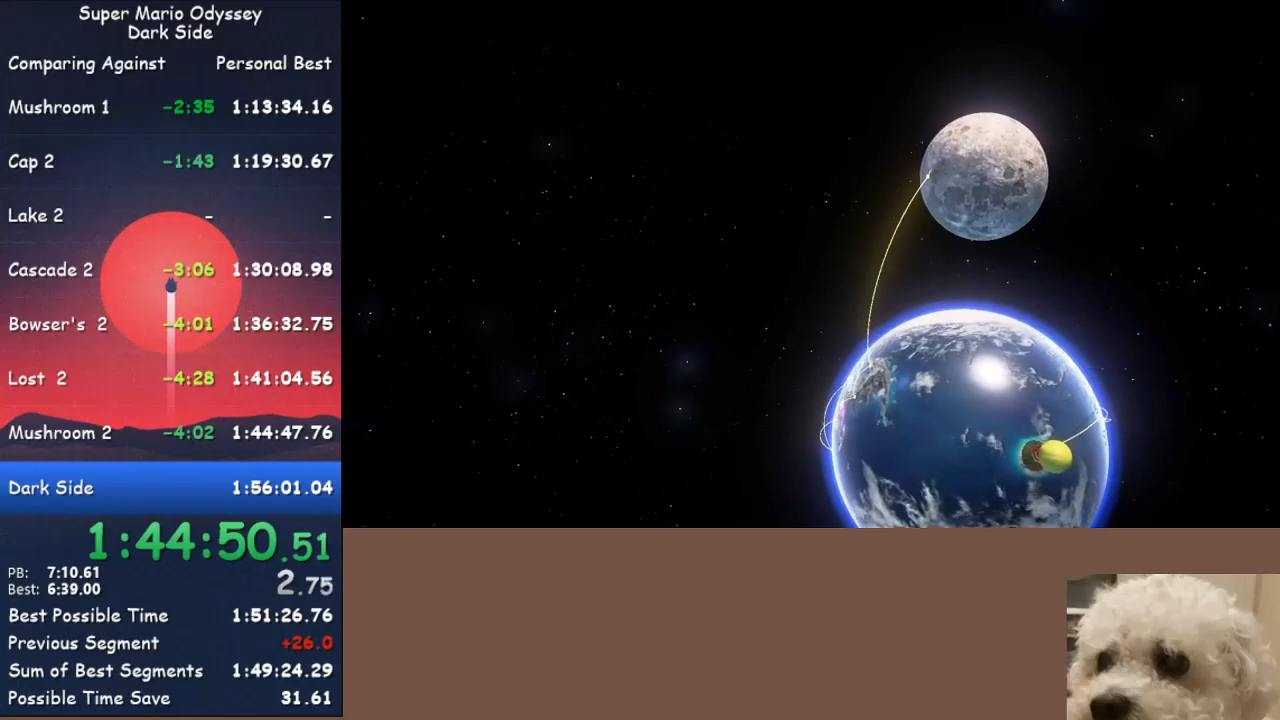 Super Mario Odyssey
Dark Side
Comparing Against Personal Best
Mushroom 1 -2:35 1:13:34.16
Cap 2 -1:43 1:19:30.67
Lake 2 - -
Cascade 2 -3:06 1:30:08.98
Bowser's 2 -4:01 1:36:32.75
Lost 2 -4:28 1:41:04.56
Mushroom 2 -4:02 1:44:47.76
Dark Side 1:56:01.04
1:44:50.51
PB: 7:10.61
Best: 6:39.00
2.75
Best Possible Time 1:51:26.76
Previous Segment +26.0
Sum of Best Segments 1:49:24.29
Possible Time Save 31.61